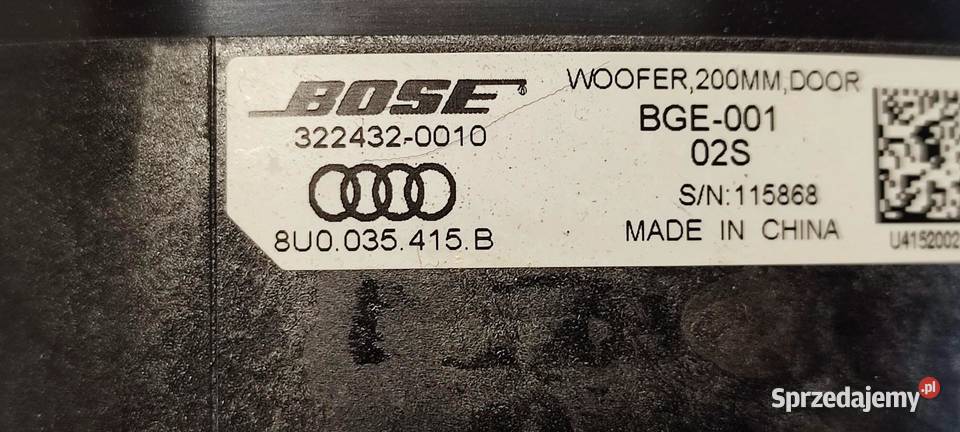 BOSE
322432-0010
8U0.035.415.B
WOOFER,200MM,DOOR
BGE-001
02S
S/N:115868
MADE IN CHINA
U4152002
Sprzedajemy.pl